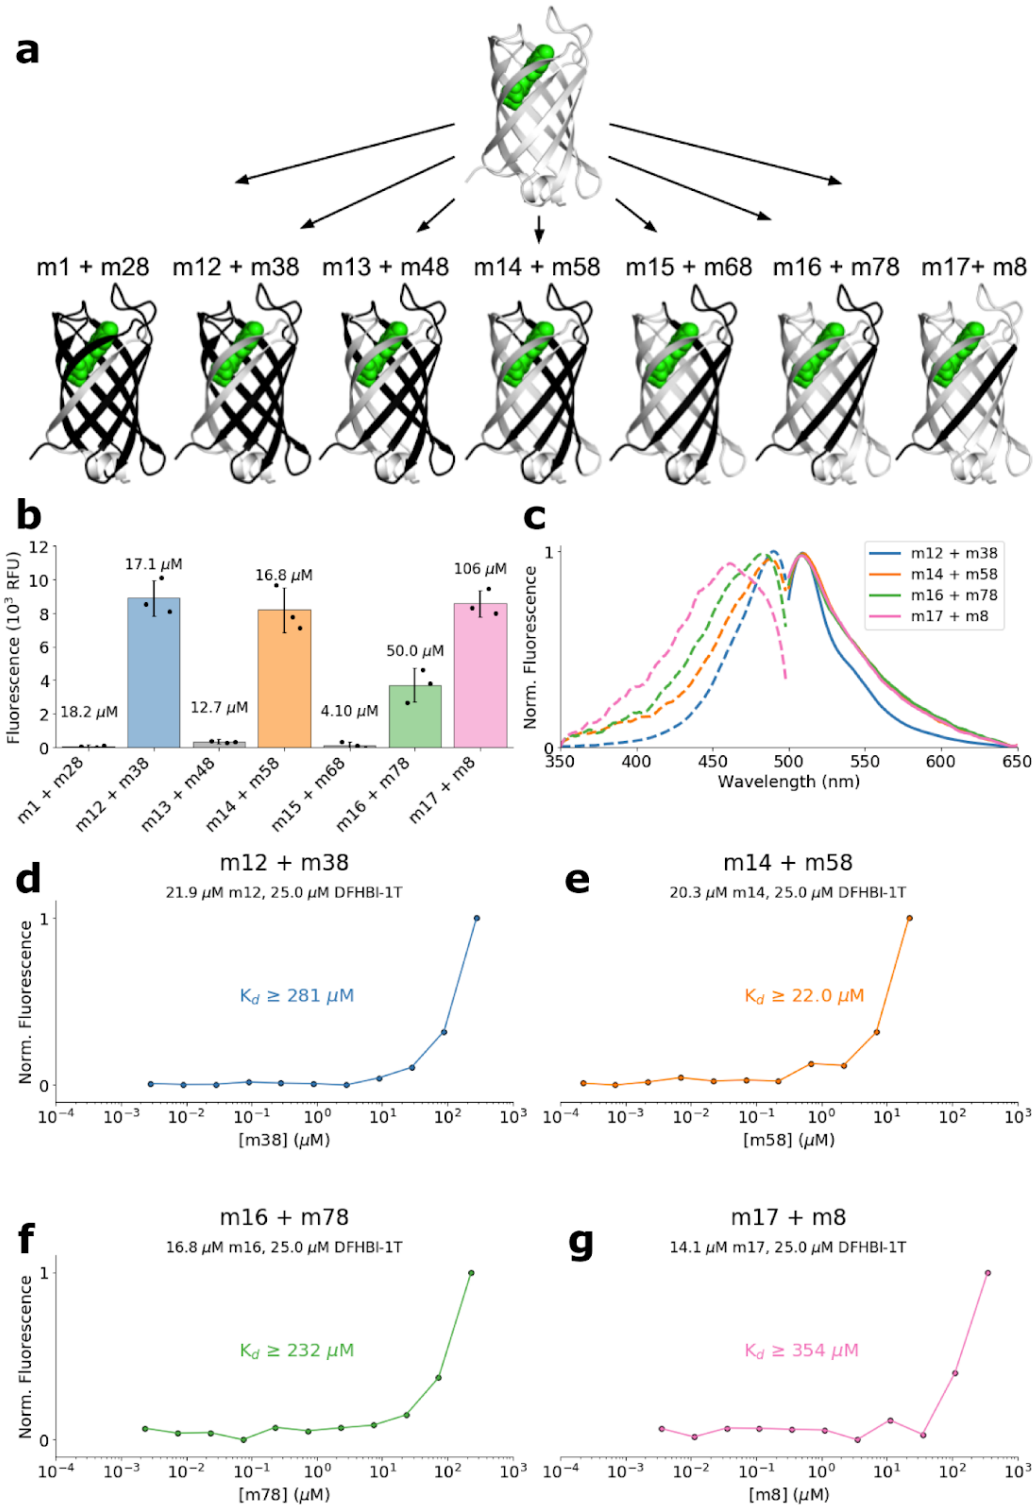 a
m1 + m28 m12 + m38 m13 + m48 m14 + m58 m15 + m68 m16 + m78 m17+ m8
b
Fluorescence (10³ RFU)
12
10
8
6
4
2
0
18.2 μM
17.1 μM
12.7 μM
16.8 μM
4.10 μM
50.0 μM
106 μM
m1 + m28
m12 + m38
m13 + m48
m14 + m58
m15 + m68
m16 + m78
m17 + m8
c
Norm. Fluorescence
1
0
m12 + m38
m14 + m58
m16 + m78
m17 + m8
350 400 450 500 550 600 650
Wavelength (nm)
d
m12 + m38
21.9 μM m12, 25.0 μM DFHBI-1T
Norm. Fluorescence
1
0
K_d ≥ 281 μM
10⁻⁴ 10⁻³ 10⁻² 10⁻¹ 10⁰ 10¹ 10² 10³
[m38] (μM)
e
m14 + m58
20.3 μM m14, 25.0 μM DFHBI-1T
1
0
K_d ≥ 22.0 μM
10⁻⁴ 10⁻³ 10⁻² 10⁻¹ 10⁰ 10¹ 10² 10³
[m58] (μM)
f
m16 + m78
16.8 μM m16, 25.0 μM DFHBI-1T
Norm. Fluorescence
1
0
K_d ≥ 232 μM
10⁻⁴ 10⁻³ 10⁻² 10⁻¹ 10⁰ 10¹ 10² 10³
[m78] (μM)
g
m17 + m8
14.1 μM m17, 25.0 μM DFHBI-1T
1
0
K_d ≥ 354 μM
10⁻⁴ 10⁻³ 10⁻² 10⁻¹ 10⁰ 10¹ 10² 10³
[m8] (μM)